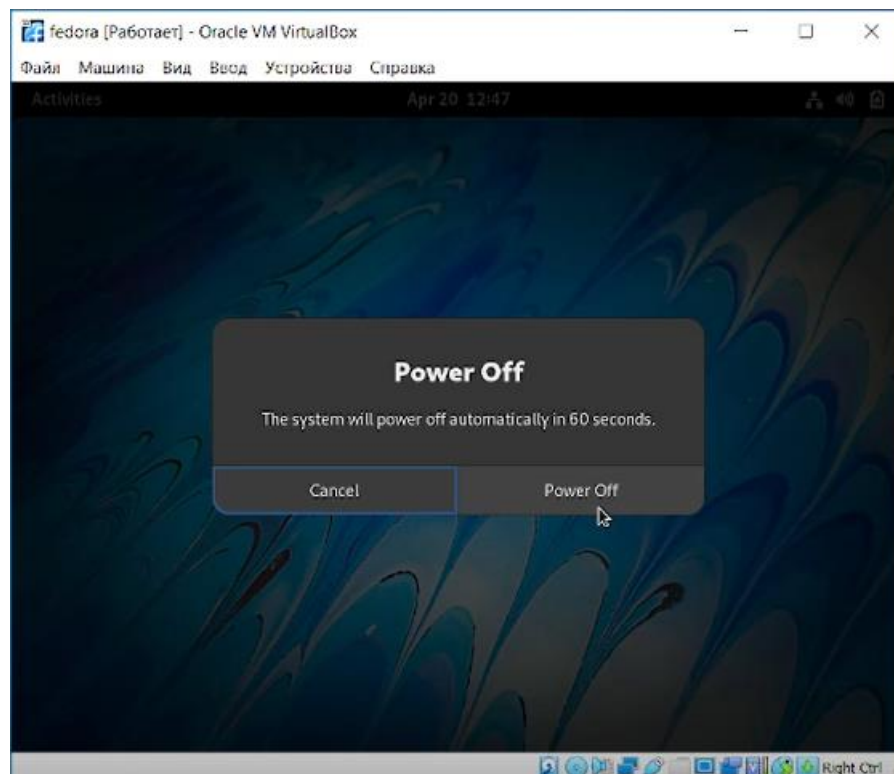 fedora [Работает] - Oracle VM VirtualBox
Файл Машина Вид Ввод Устройства Справка
Activities Apr 20 12:47
Power Off
The system will power off automatically in 60 seconds.
Cancel Power Off
Right Ctrl